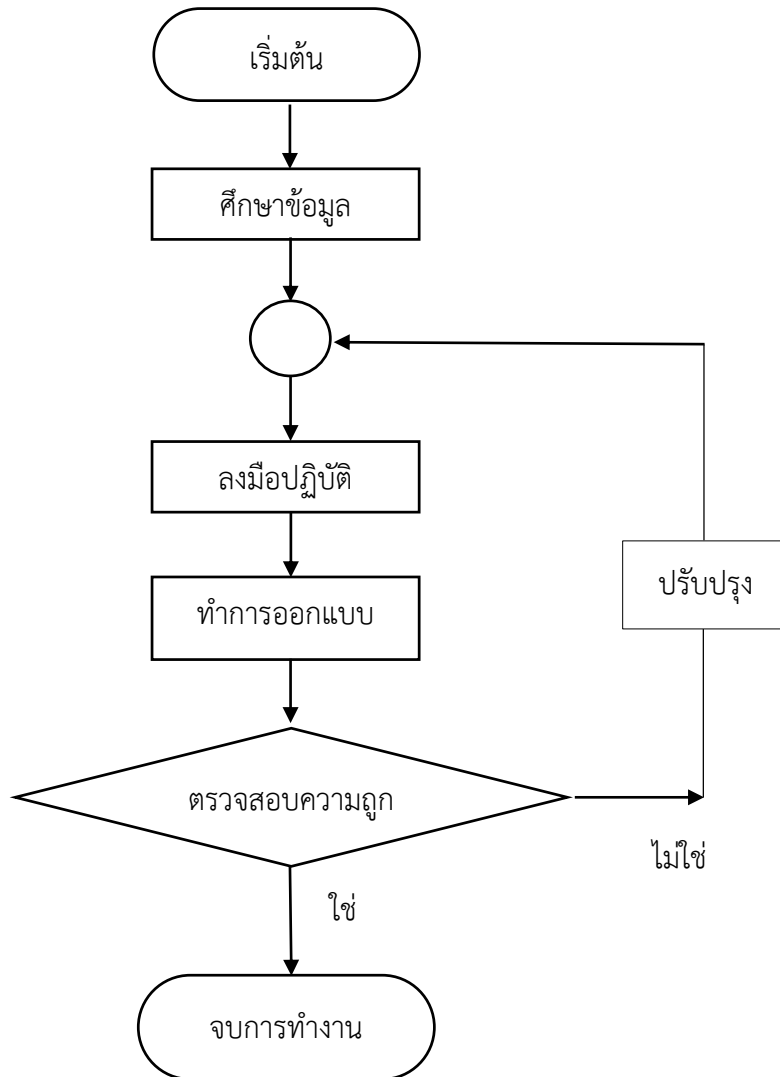 เริ่มต้น
ศึกษาข้อมูล
ลงมือปฏิบัติ
ทำการออกแบบ
ปรับปรุง
ตรวจสอบความถูก
ไม่ใช่
ใช่
จบการทำงาน